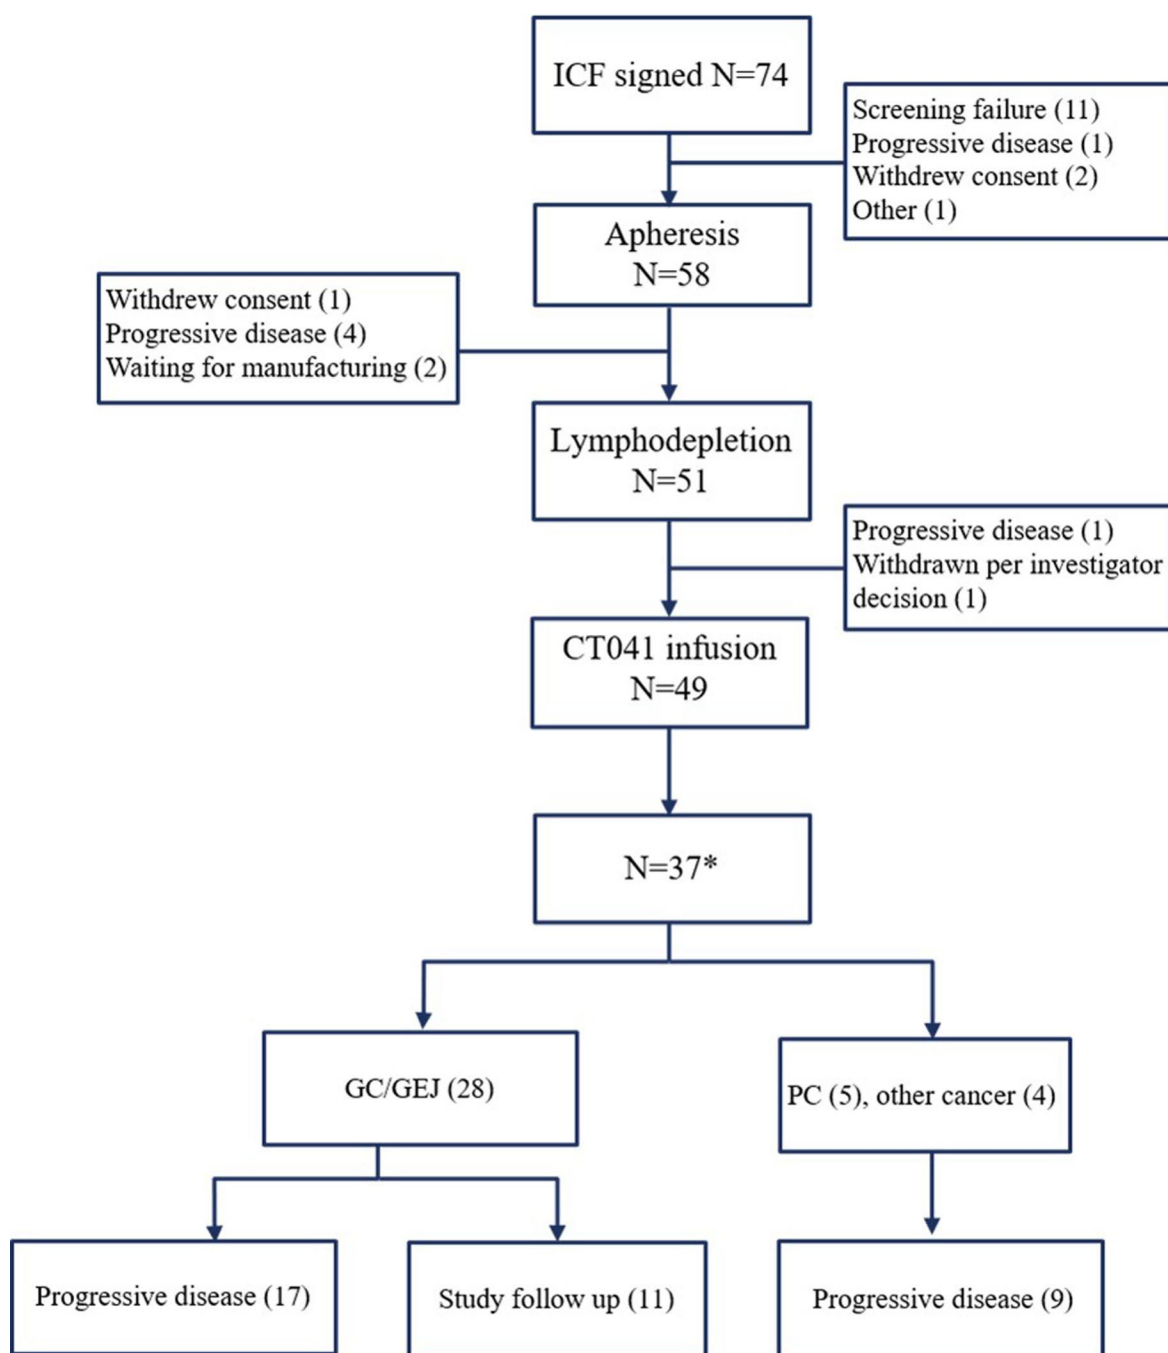 ICF signed N=74
Screening failure (11)
Progressive disease (1)
Withdrew consent (2)
Other (1)
Apheresis
N=58
Withdrew consent (1)
Progressive disease (4)
Waiting for manufacturing (2)
Lymphodepletion
N=51
Progressive disease (1)
Withdrawn per investigator
decision (1)
CT041 infusion
N=49
N=37*
GC/GEJ (28)
PC (5), other cancer (4)
Progressive disease (17)
Study follow up (11)
Progressive disease (9)